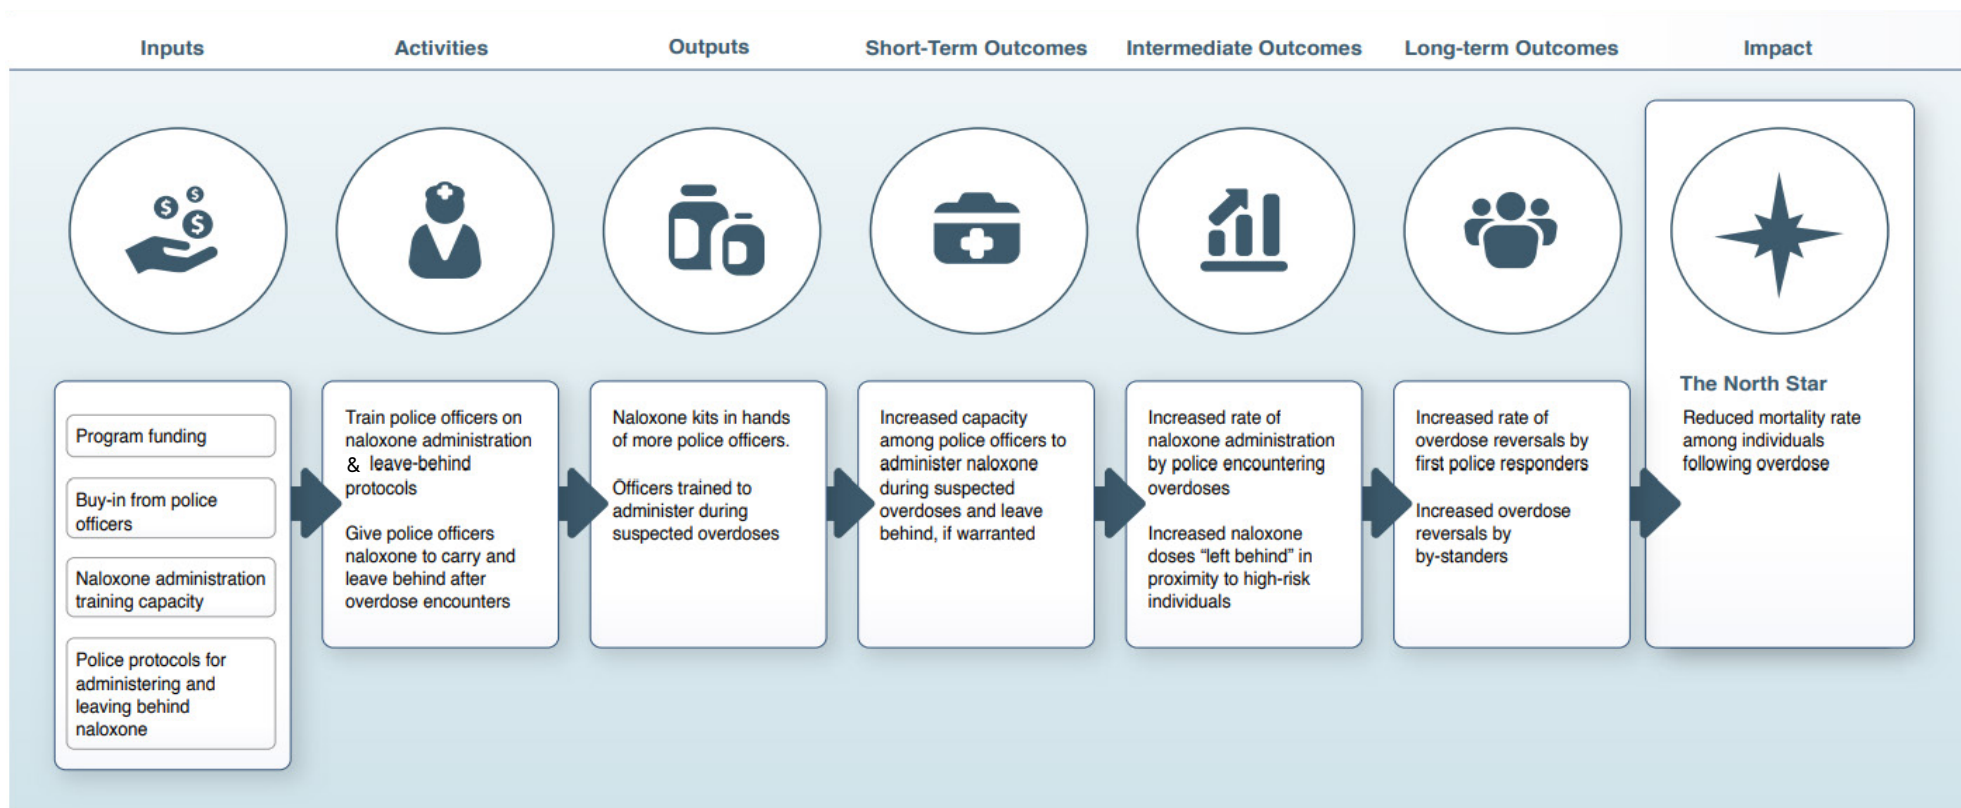 Inputs
Activities
Outputs
Short-Term Outcomes
Intermediate Outcomes
Long-term Outcomes
Impact
$
$
$
Program funding
Buy-in from police
officers
Naloxone administration
training capacity
Police protocols for
administering and
leaving behind
naloxone
Train police officers on
naloxone administration
& leave-behind
protocols
Give police officers
naloxone to carry and
leave behind after
overdose encounters
Naloxone kits in hands
of more police officers.
Officers trained to
administer during
suspected overdoses
Increased capacity
among police officers to
administer naloxone
during suspected
overdoses and leave
behind, if warranted
Increased rate of
naloxone administration
by police encountering
overdoses
Increased naloxone
doses “left behind” in
proximity to high-risk
individuals
Increased rate of
overdose reversals by
first police responders
Increased overdose
reversals by
by-standers
The North Star
Reduced mortality rate
among individuals
following overdose